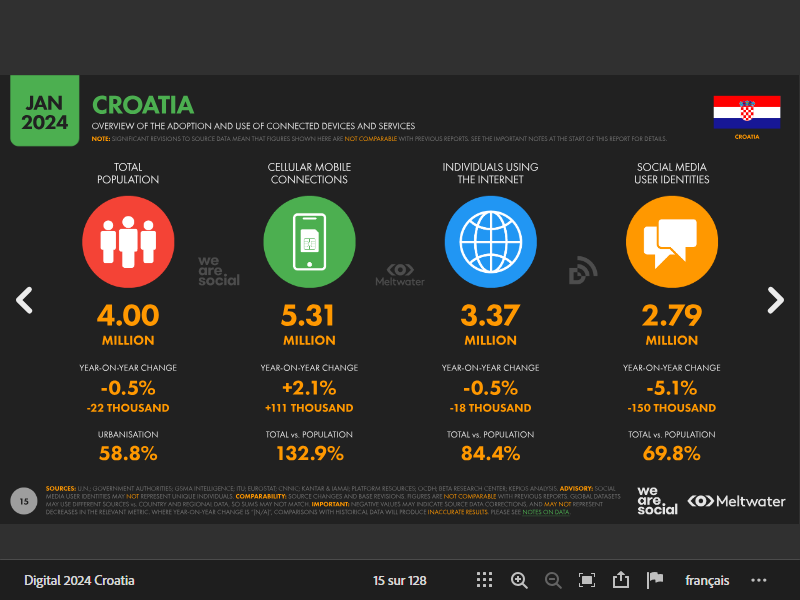 JAN
2024
CROATIA
OVERVIEW OF THE ADOPTION AND USE OF CONNECTED DEVICES AND SERVICES
NOTE: SIGNIFICANT REVISIONS TO SOURCE DATA MEAN THAT FIGURES SHOWN HERE ARE NOT COMPARABLE WITH PREVIOUS REPORTS. SEE THE IMPORTANT NOTES AT THE START OF THIS REPORT FOR DETAILS.
CROATIA
TOTAL
POPULATION
CELLULAR MOBILE
CONNECTIONS
INDIVIDUALS USING
THE INTERNET
SOCIAL MEDIA
USER IDENTITIES
we
are
social
Meltwater
4.00
MILLION
5.31
MILLION
3.37
MILLION
2.79
MILLION
YEAR-ON-YEAR CHANGE
-0.5%
-22 THOUSAND
YEAR-ON-YEAR CHANGE
+2.1%
+111 THOUSAND
YEAR-ON-YEAR CHANGE
-0.5%
-18 THOUSAND
YEAR-ON-YEAR CHANGE
-5.1%
-150 THOUSAND
URBANISATION
58.8%
TOTAL vs. POPULATION
132.9%
TOTAL vs. POPULATION
84.4%
TOTAL vs. POPULATION
69.8%
15
SOURCES: U.N.; GOVERNMENT AUTHORITIES; GSMA INTELLIGENCE; ITU; EUROSTAT; CNNIC; KANTAR & IAMAI; PLATFORM RESOURCES; OCDH; BETA RESEARCH CENTER; KEPIOS ANALYSIS. ADVISORY: SOCIAL
MEDIA USER IDENTITIES MAY NOT REPRESENT UNIQUE INDIVIDUALS. COMPARABILITY: SOURCE CHANGES AND BASE REVISIONS. FIGURES ARE NOT COMPARABLE WITH PREVIOUS REPORTS. GLOBAL DATASETS
MAY USE DIFFERENT SOURCES vs. COUNTRY AND REGIONAL DATA, SO SUMS MAY NOT MATCH. IMPORTANT: NEGATIVE VALUES MAY INDICATE SOURCE DATA CORRECTIONS, AND MAY NOT REPRESENT
DECREASES IN THE RELEVANT METRIC. WHERE YEAR-ON-YEAR CHANGE IS "[N/A]", COMPARISONS WITH HISTORICAL DATA WILL PRODUCE INACCURATE RESULTS. PLEASE SEE NOTES ON DATA.
we
are.
social
Meltwater
Digital 2024 Croatia
15 sur 128
français